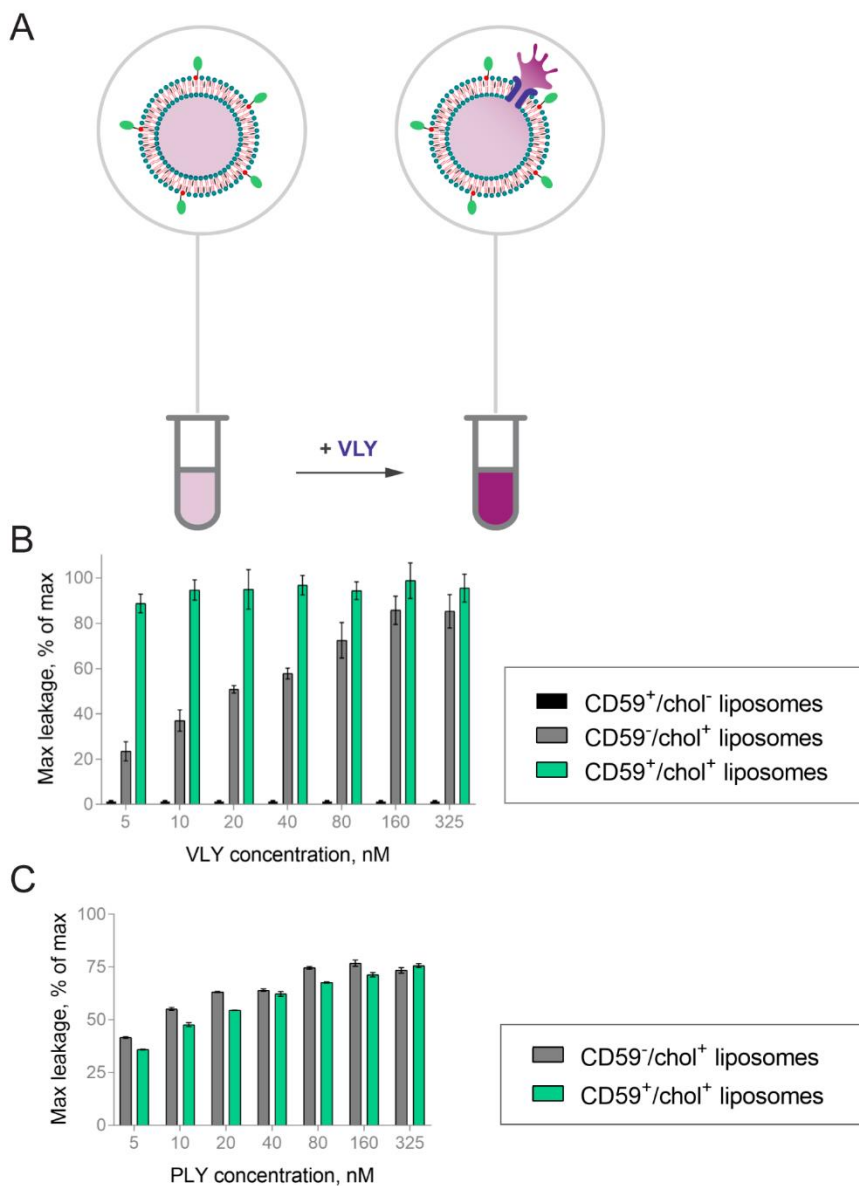 A
+ VLY
B
Max leakage, % of max
100
80
60
40
20
0
5 10 20 40 80 160 325
VLY concentration, nM
CD59⁺/chol⁻ liposomes
CD59⁻/chol⁺ liposomes
CD59⁺/chol⁺ liposomes
C
Max leakage, % of max
100
75
50
25
0
5 10 20 40 80 160 325
PLY concentration, nM
CD59⁻/chol⁺ liposomes
CD59⁺/chol⁺ liposomes